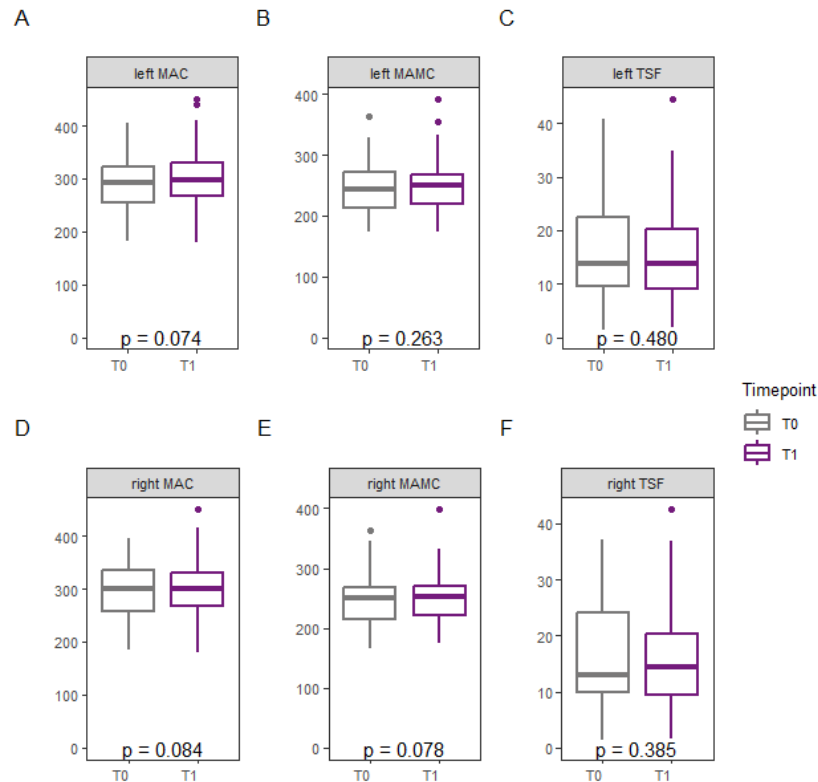 A
B
C
left MAC
left MAMC
left TSF
400
300
200
100
0
400
300
200
100
0
40
30
20
10
0
p = 0.074
p = 0.263
p = 0.480
T0
T1
T0
T1
T0
T1
Timepoint
T0
T1
D
E
F
right MAC
right MAMC
right TSF
400
300
200
100
0
400
300
200
100
0
40
30
20
10
0
p = 0.084
p = 0.078
p = 0.385
T0
T1
T0
T1
T0
T1